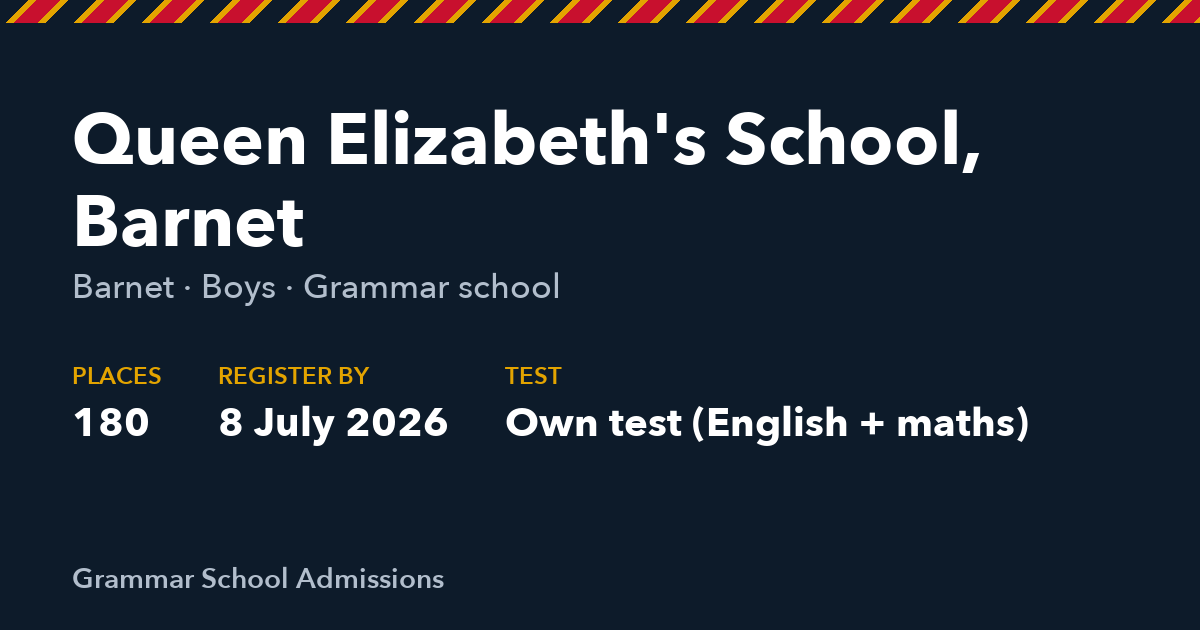 Queen Elizabeth's School,
Barnet
Barnet · Boys · Grammar school
PLACES REGISTER BY TEST
180 8 July 2026 Own test (English + maths)
Grammar School Admissions